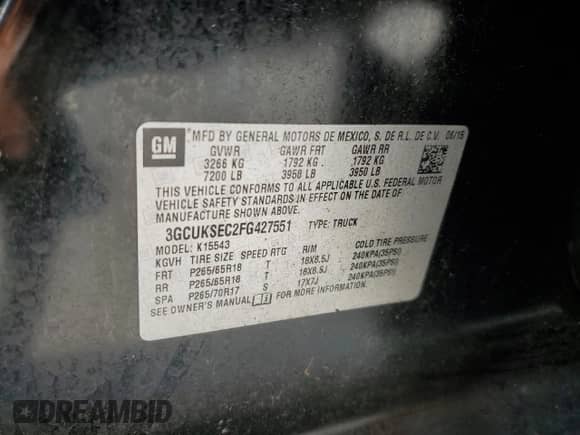 GM
*MFD BY GENERAL MOTORS DE MEXICO, S. DE R.L. DE C.V. 06/15
GVWR GAWR FRT GAWR RR
3266 KG 1792 KG 1792 KG
7200 LB 3950 LB 3950 LB
THIS VEHICLE CONFORMS TO ALL APPLICABLE U.S. FEDERAL MOTOR
VEHICLE SAFETY STANDARDS IN EFFECT ON THE DATE OF
MANUFACTURE SHOWN ABOVE.
3GCUKSEC2FG427551 TYPE: TRUCK
MODEL: K15543
KGVH TIRE SIZE SPEED RTG RIM COLD TIRE PRESSURE
FRT P265/65R18 T 18X8.5J 240KPA(35PSI)
RR P265/65R18 T 18X8.5J 240KPA(35PSI)
SPA P265/70R17 S 17X7J 240KPA(35PSI)
SEE OWNER'S MANUAL FOR MORE INFORMATION.
DREAMBID